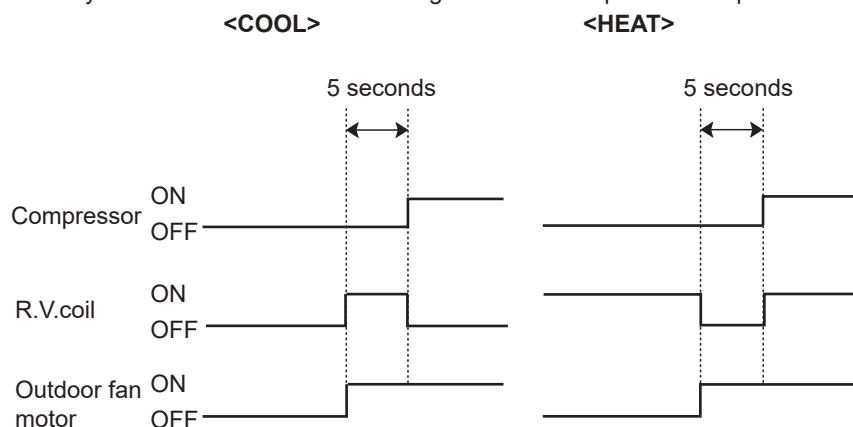 <COOL> <HEAT>
5 seconds 5 seconds
Compressor ON
OFF
R.V.coil ON
OFF
Outdoor fan motor ON
OFF